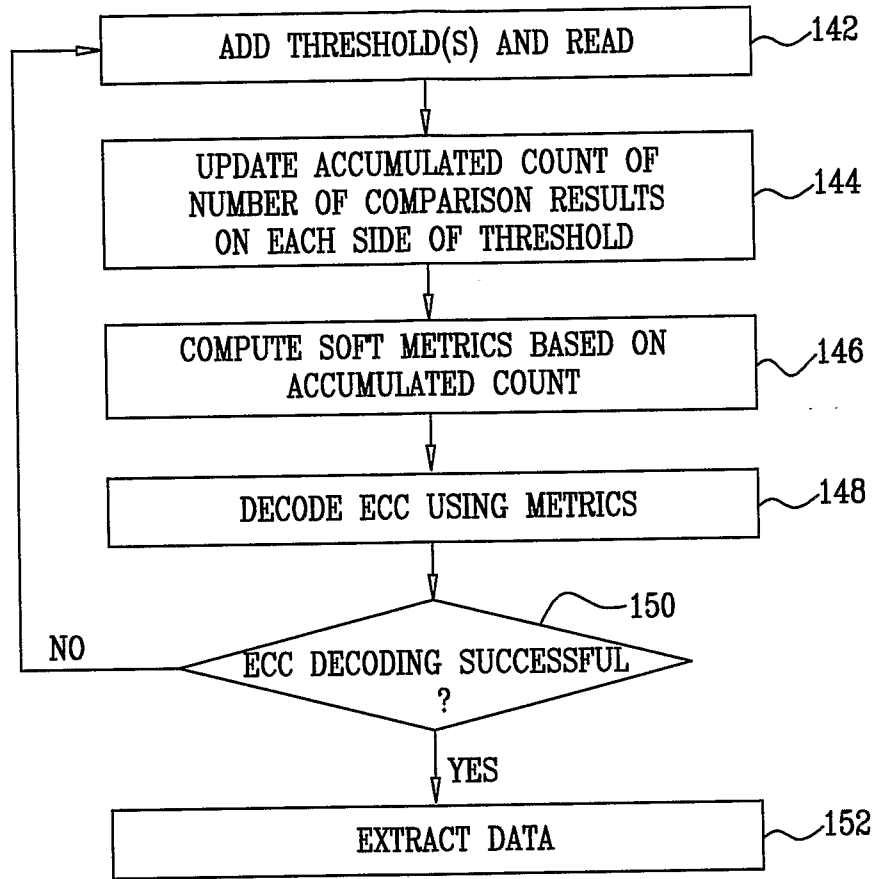 ADD THRESHOLD(S) AND READ
142
UPDATE ACCUMULATED COUNT OF
NUMBER OF COMPARISON RESULTS
ON EACH SIDE OF THRESHOLD
144
COMPUTE SOFT METRICS BASED ON
ACCUMULATED COUNT
146
DECODE ECC USING METRICS
148
150
NO
ECC DECODING SUCCESSFUL
?
YES
EXTRACT DATA
152